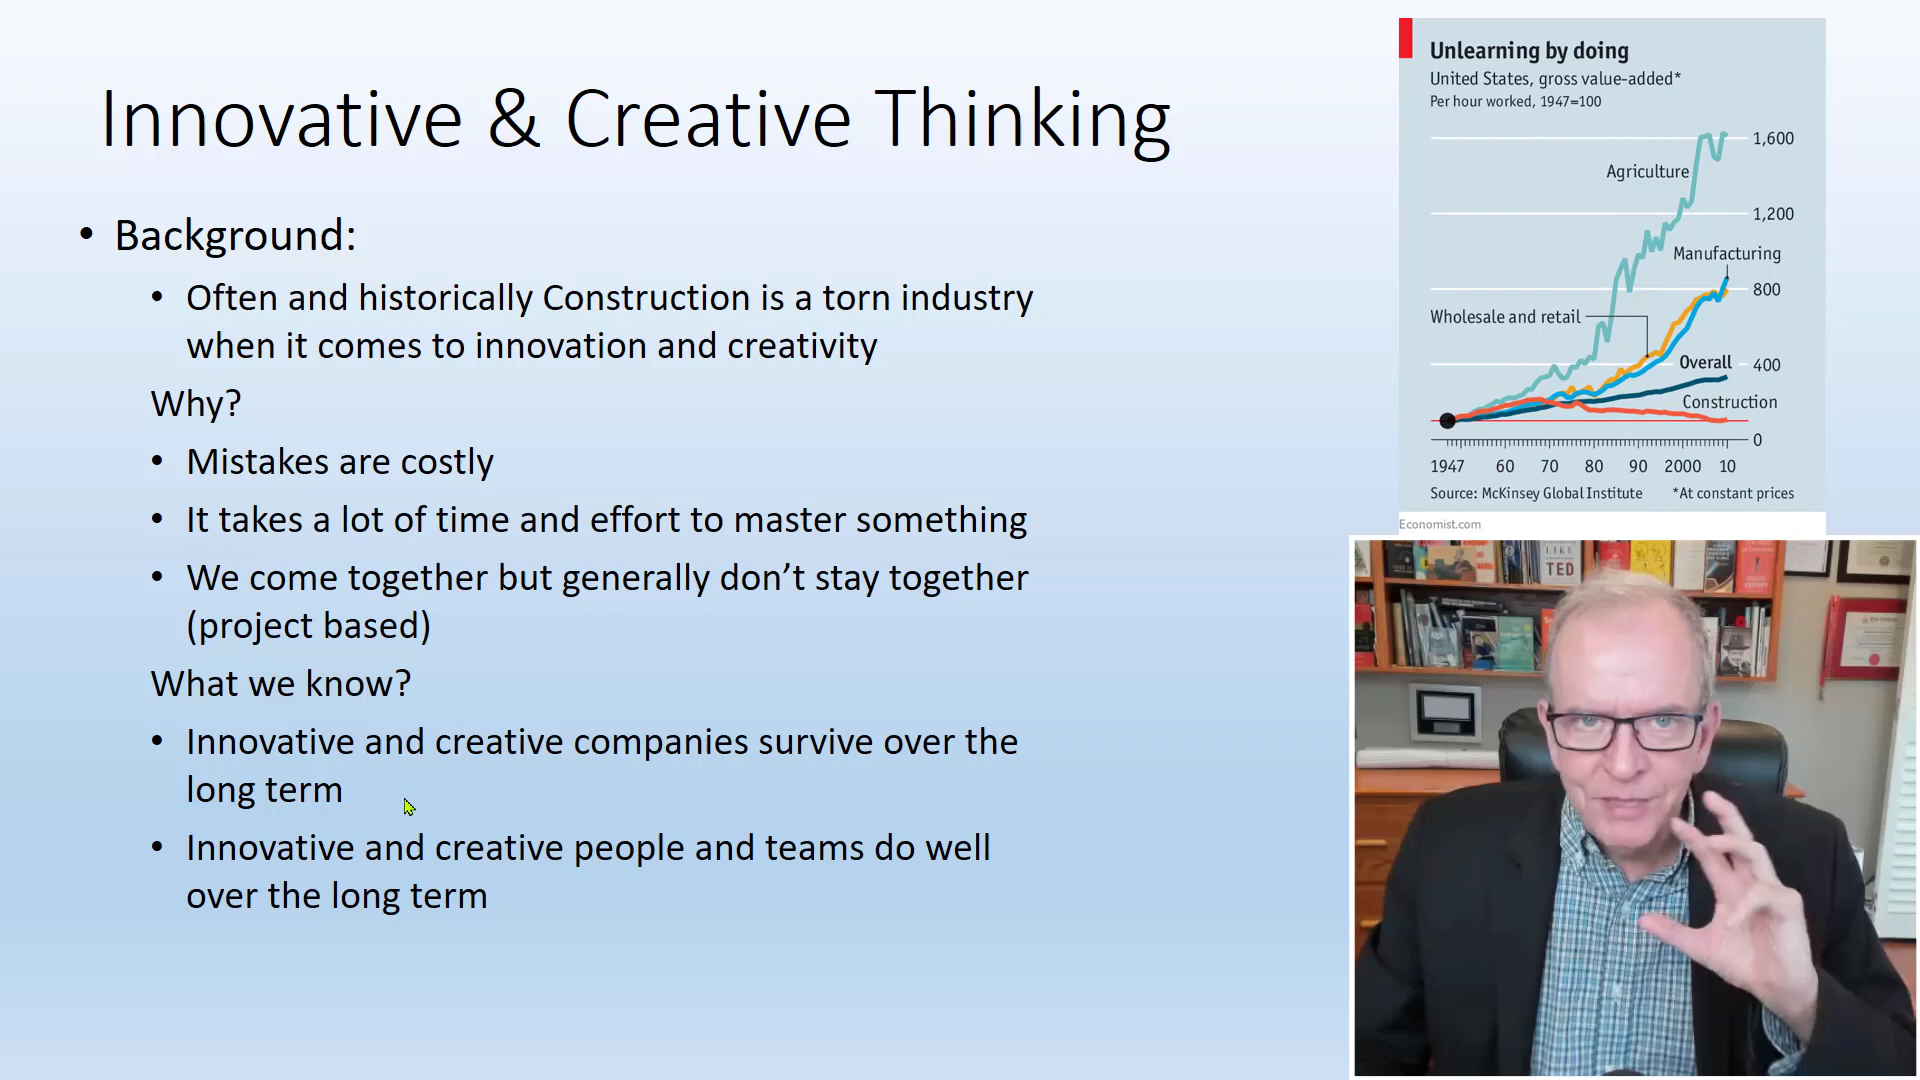 Innovative & Creative Thinking
• Background:
• Often and historically Construction is a torn industry
when it comes to innovation and creativity
Why?
• Mistakes are costly
• It takes a lot of time and effort to master something
• We come together but generally don’t stay together
(project based)
What we know?
• Innovative and creative companies survive over the
long term
• Innovative and creative people and teams do well
over the long term
Unlearning by doing
United States, gross value-added*
Per hour worked, 1947=100
1,600
Agriculture
1,200
Manufacturing
800
Wholesale and retail
Overall
400
Construction
0
1947 60 70 80 90 2000 10
Source: McKinsey Global Institute *At constant prices
Economist.com
LIKE
TED